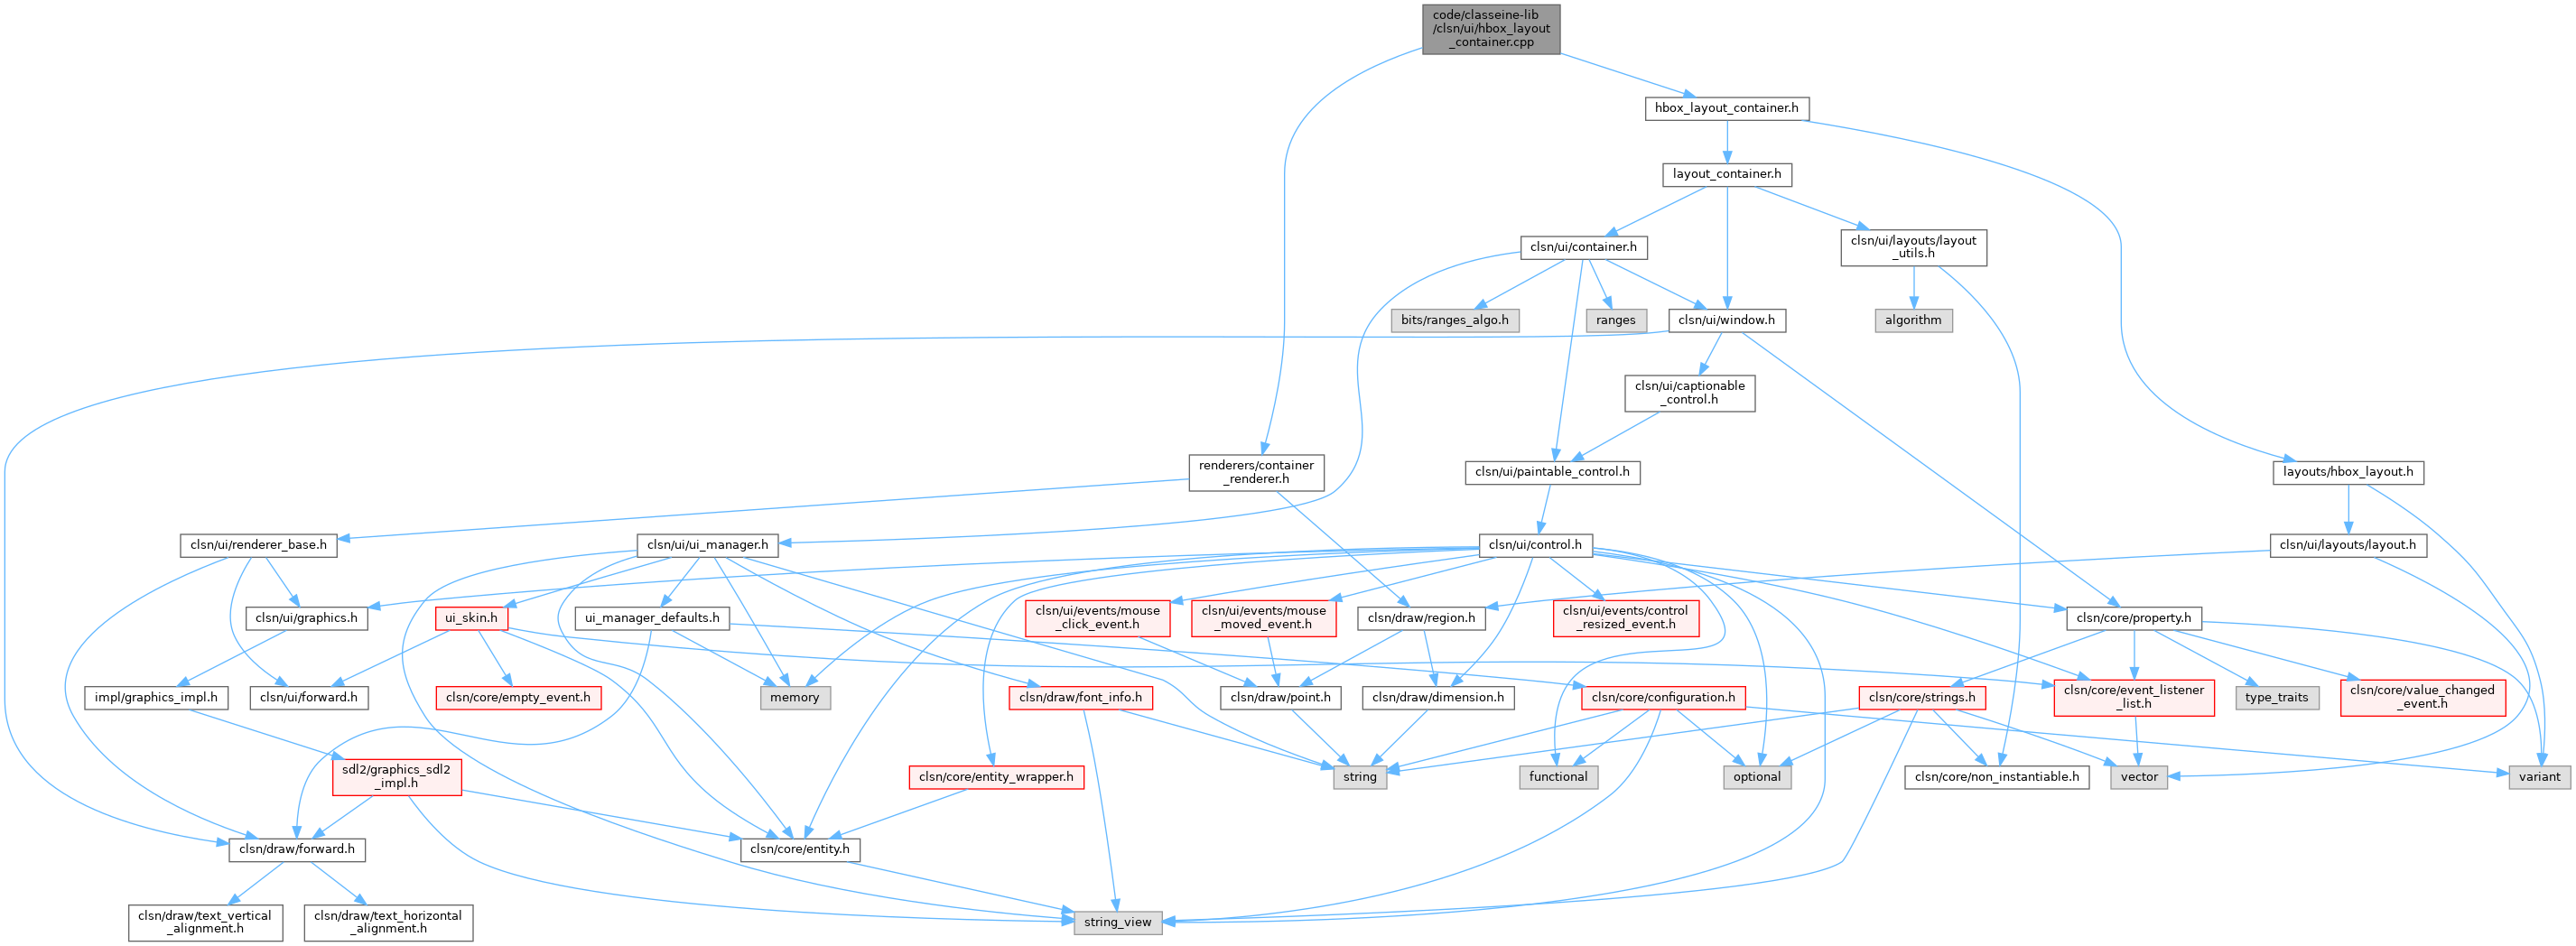 code/classeine-lib
/clsn/ui/hbox_layout
_container.cpp
hbox_layout_container.h
layout_container.h
clsn/ui/container.h
clsn/ui/layouts/layout
_utils.h
bits/ranges_algo.h
ranges
clsn/ui/window.h
algorithm
clsn/ui/captionable
_control.h
renderers/container
_renderer.h
clsn/ui/paintable_control.h
layouts/hbox_layout.h
clsn/ui/renderer_base.h
clsn/ui/ui_manager.h
clsn/ui/control.h
clsn/ui/layouts/layout.h
clsn/ui/graphics.h
ui_skin.h
ui_manager_defaults.h
clsn/ui/events/mouse
_click_event.h
clsn/ui/events/mouse
_moved_event.h
clsn/draw/region.h
clsn/ui/events/control
_resized_event.h
clsn/core/property.h
impl/graphics_impl.h
clsn/ui/forward.h
clsn/core/empty_event.h
memory
clsn/draw/font_info.h
clsn/draw/point.h
clsn/draw/dimension.h
clsn/core/configuration.h
clsn/core/strings.h
clsn/core/event_listener
_list.h
type_traits
clsn/core/value_changed
_event.h
sdl2/graphics_sdl2
_impl.h
clsn/core/entity_wrapper.h
string
functional
optional
clsn/core/non_instantiable.h
vector
variant
clsn/draw/forward.h
clsn/core/entity.h
clsn/draw/text_vertical
_alignment.h
clsn/draw/text_horizontal
_alignment.h
string_view